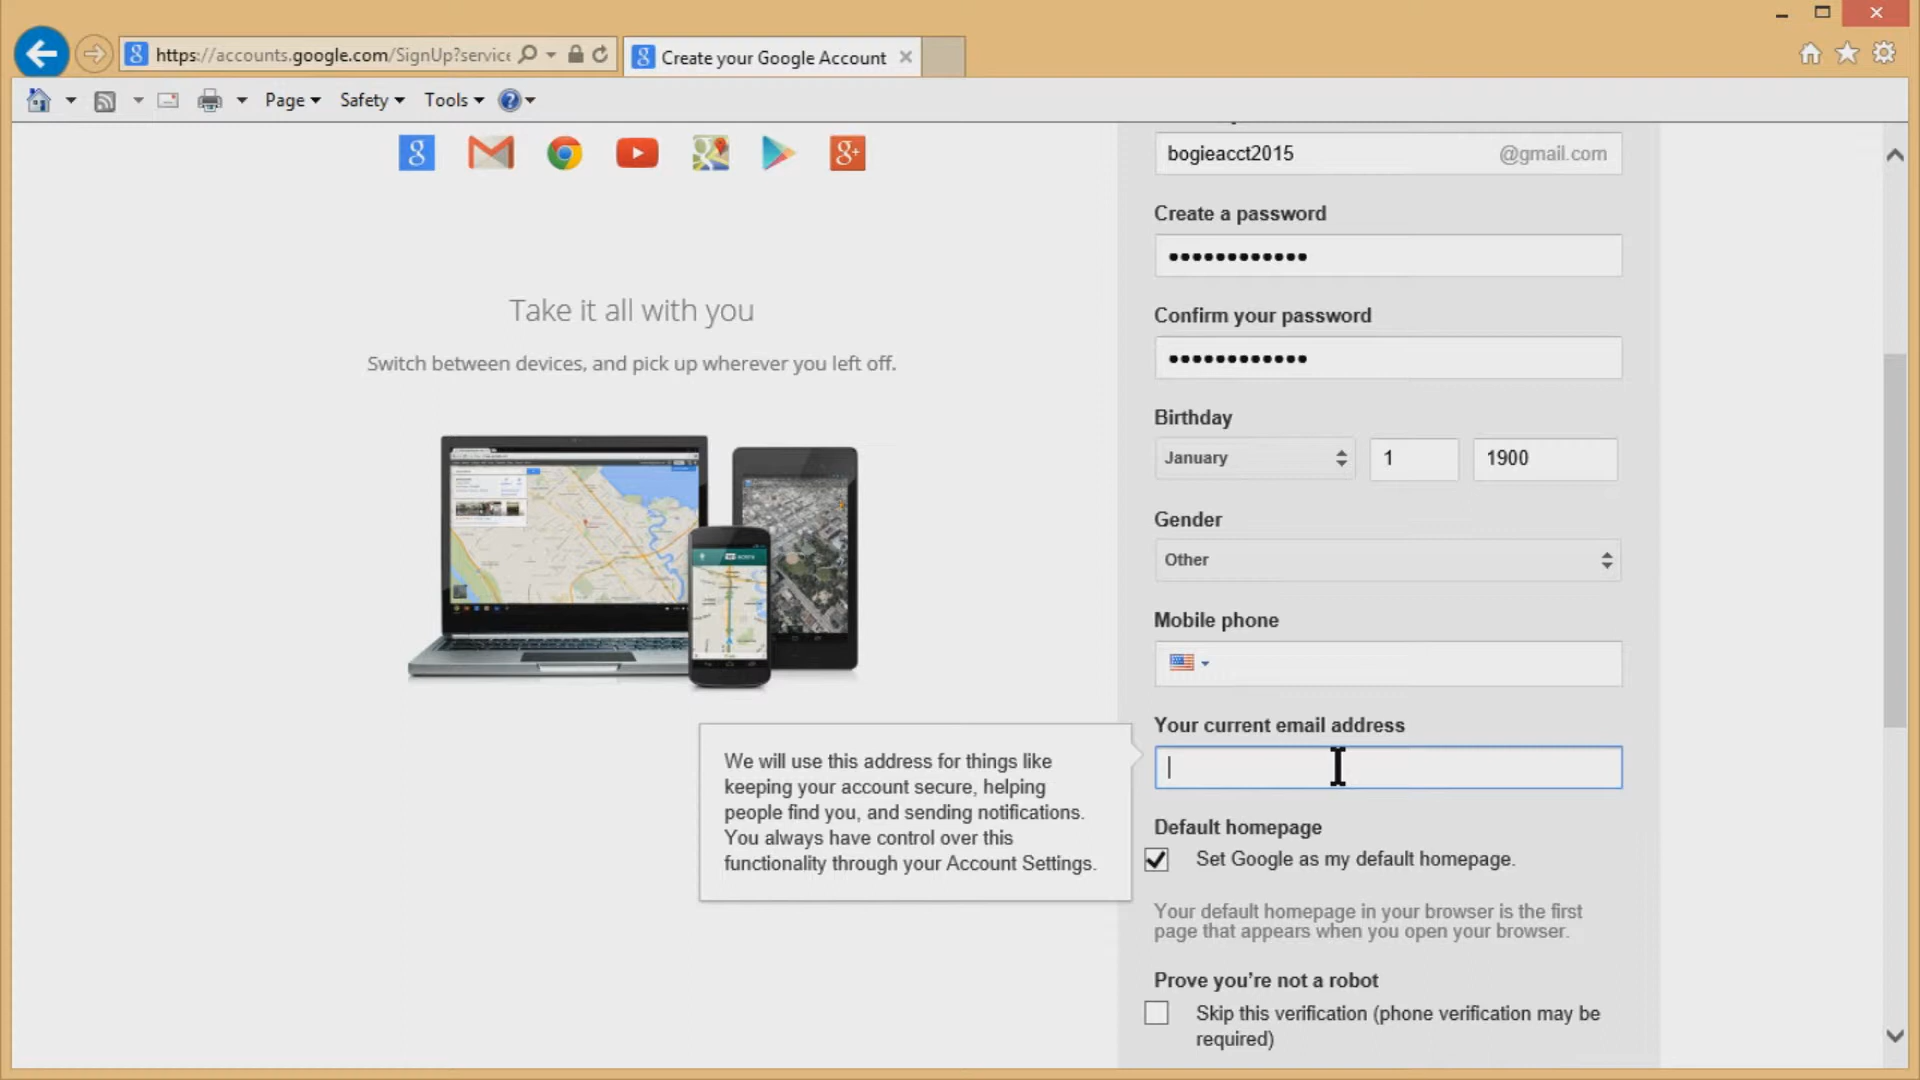 https://accounts.google.com/SignUp?service
Create your Google Account
Page
Safety
Tools
bogieacct2015 @gmail.com
Create a password
••••••••••••
Confirm your password
••••••••••••
Birthday
January 1 1900
Gender
Other
Mobile phone
Your current email address
Default homepage
Set Google as my default homepage.
Your default homepage in your browser is the first
page that appears when you open your browser.
Prove you're not a robot
Skip this verification (phone verification may be
required)
Take it all with you
Switch between devices, and pick up wherever you left off.
We will use this address for things like
keeping your account secure, helping
people find you, and sending notifications.
You always have control over this
functionality through your Account Settings.